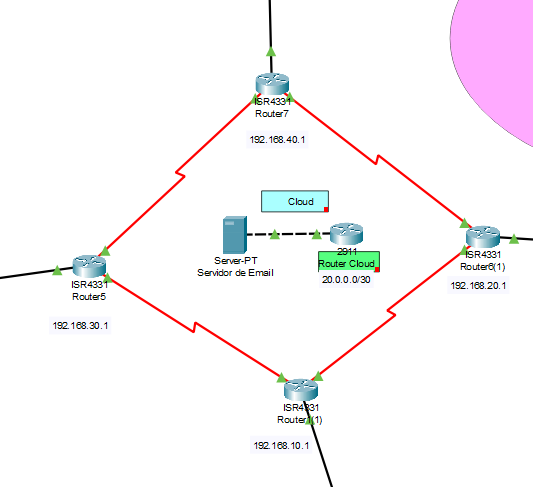 ISR4331
Router7
192.168.40.1
Cloud
Server-PT
Servidor de Email
2911
Router Cloud
20.0.0.0/30
ISR4331
Router6(1)
192.168.20.1
ISR4331
Router5
192.168.30.1
ISR4331
192.168.10.1